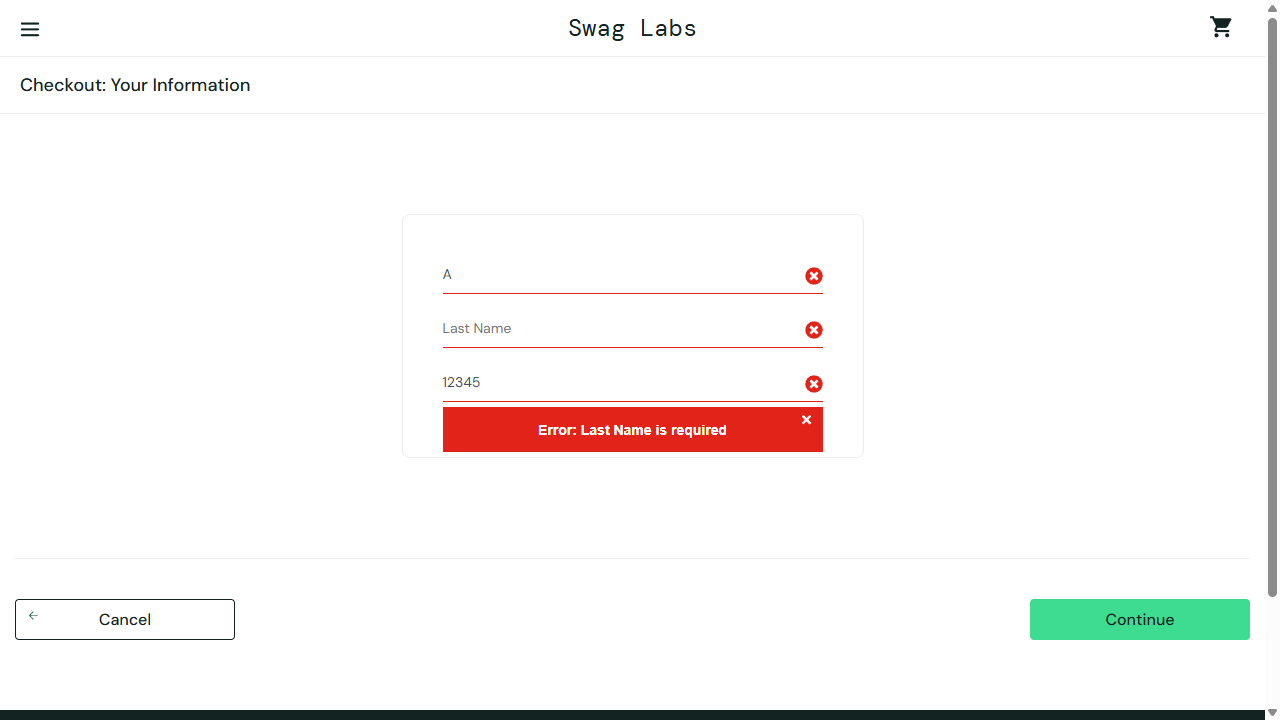 Swag Labs
Checkout: Your Information
A
Last Name
12345
Error: Last Name is required
Cancel
Continue